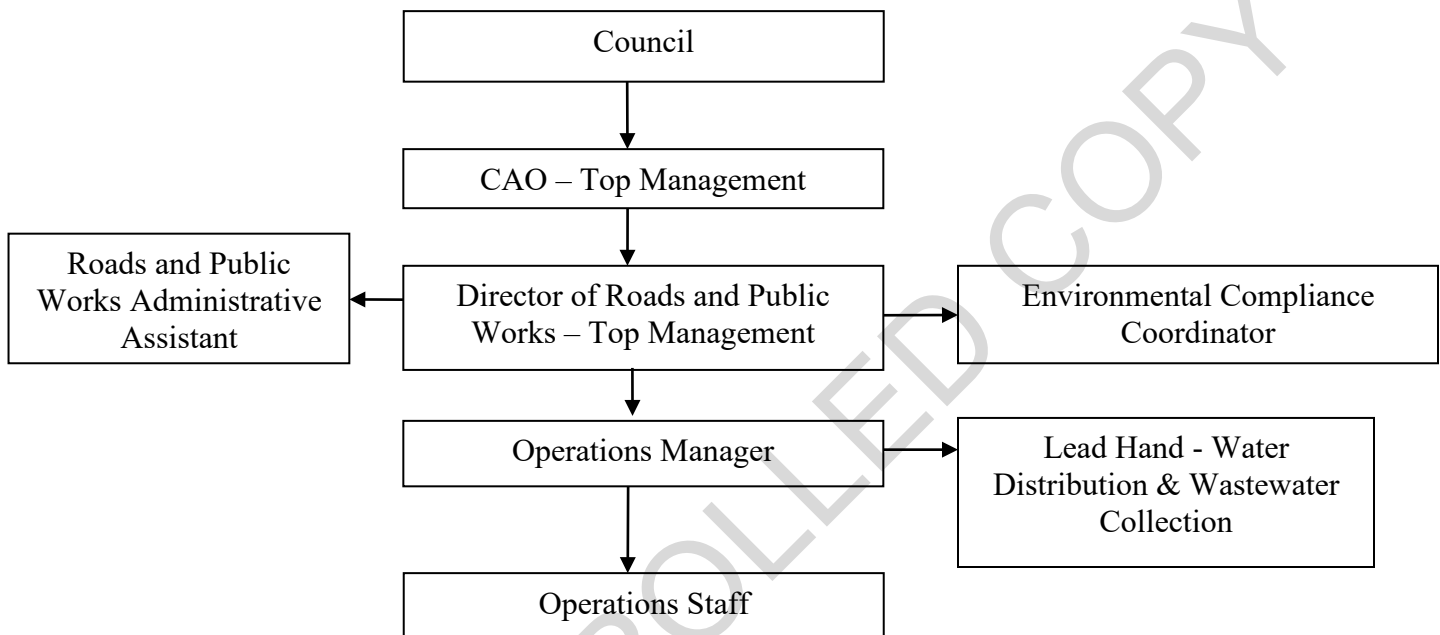 Council
CAO – Top Management
Roads and Public
Works Administrative
Assistant
Director of Roads and Public
Works – Top Management
Environmental Compliance
Coordinator
Operations Manager
Lead Hand - Water
Distribution & Wastewater
Collection
Operations Staff
OLLED COPY